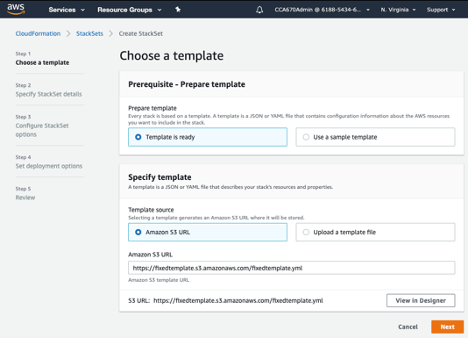 aws
Services
Resource Groups
CCA670Admin @ 6188-5434-6...
N. Virginia
Support
CloudFormation > StackSets > Create StackSet
Step 1
Choose a template
Step 2
Specify StackSet details
Step 3
Configure StackSet
options
Step 4
Set deployment options
Step 5
Review
Choose a template
Prerequisite - Prepare template
Prepare template
Every stack is based on a template. A template is a JSON or YAML file that contains configuration information about the AWS resources
you want to include in the stack.
Template is ready
Use a sample template
Specify template
A template is a JSON or YAML file that describes your stack's resources and properties.
Template source
Selecting a template generates an Amazon S3 URL where it will be stored.
Amazon S3 URL
Upload a template file
Amazon S3 URL
https://fixedtemplate.s3.amazonaws.com/fixedtemplate.yml
Amazon S3 template URL
S3 URL: https://fixedtemplate.s3.amazonaws.com/fixedtemplate.yml
View in Designer
Cancel
Next